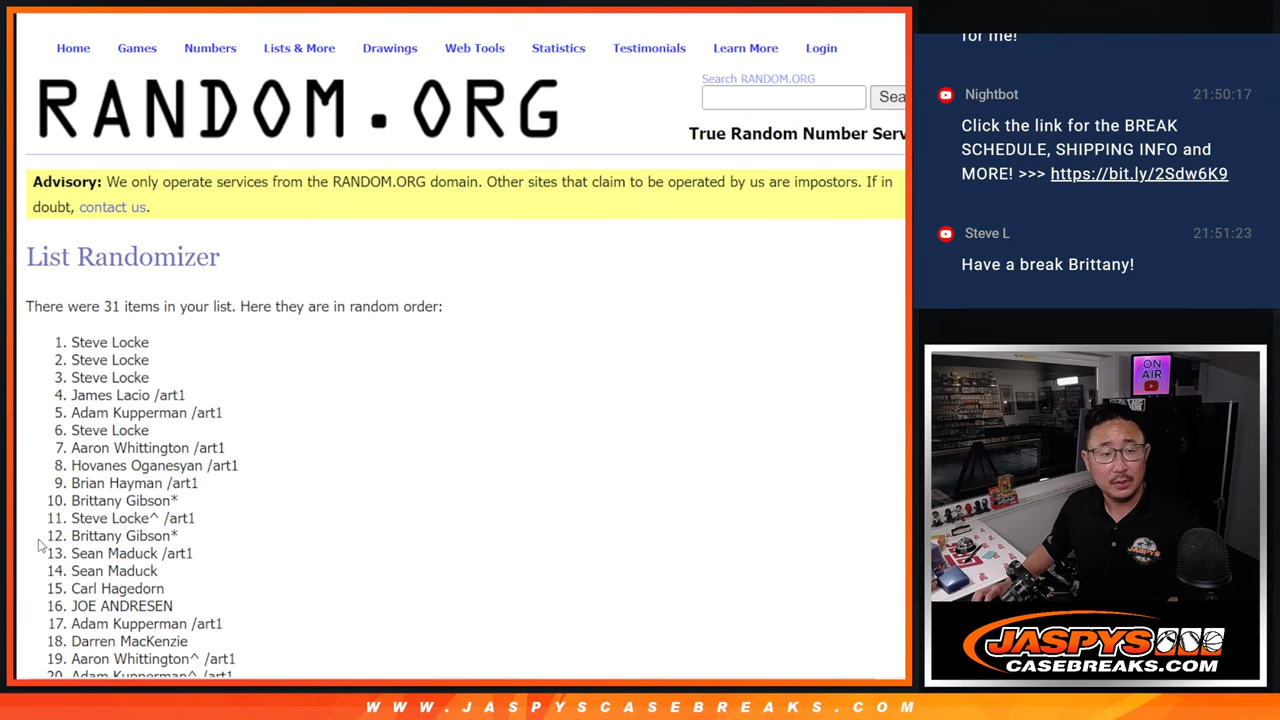 Home Games Numbers Lists & More Drawings Web Tools Statistics Testimonials Learn More Login
RANDOM.ORG
Search RANDOM.ORG
Sea
True Random Number Serv
Advisory: We only operate services from the RANDOM.ORG domain. Other sites that claim to be operated by us are impostors. If in
doubt, contact us.
List Randomizer
There were 31 items in your list. Here they are in random order:
1. Steve Locke
2. Steve Locke
3. Steve Locke
4. James Lacio /art1
5. Adam Kupperman /art1
6. Steve Locke
7. Aaron Whittington /art1
8. Hovanes Oganesyan /art1
9. Brian Hayman /art1
10. Brittany Gibson*
11. Steve Locke^ /art1
12. Brittany Gibson*
13. Sean Maduck /art1
14. Sean Maduck
15. Carl Hagedorn
16. JOE ANDRESEN
17. Adam Kupperman /art1
18. Darren MacKenzie
19. Aaron Whittington^ /art1
20. Adam Kupperman^ /art1
for me!
Nightbot 21:50:17
Click the link for the BREAK
SCHEDULE, SHIPPING INFO and
MORE! >>> https://bit.ly/2Sdw6K9
Steve L 21:51:23
Have a break Brittany!
ON
AIR
JASPYS
JASPYS
CASEBREAKS.COM
WWW.JASPYSCASEBREAKS.COM